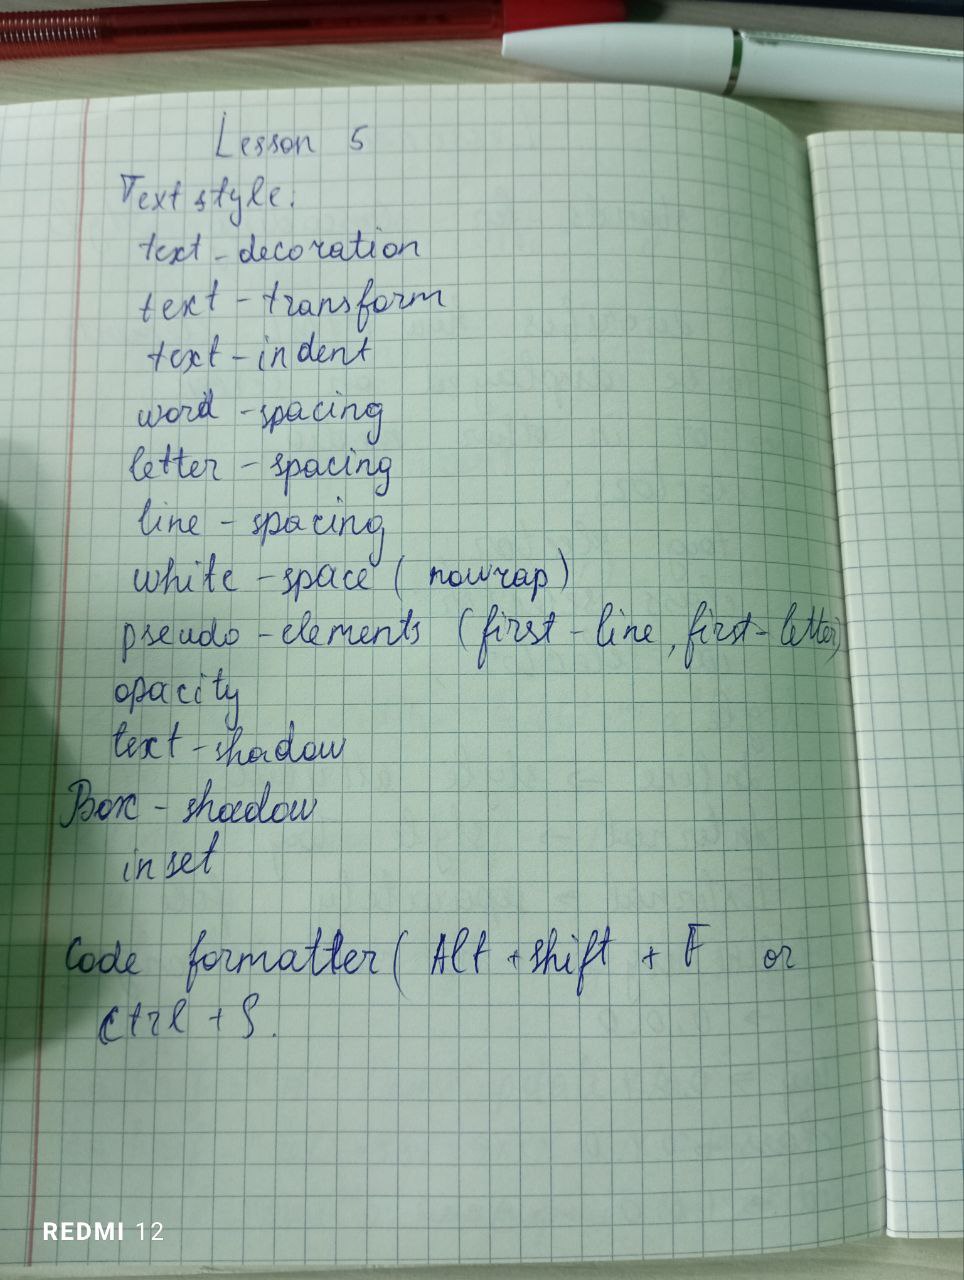 Lesson 5
Text style:
text-decoration
text-transform
text-indent
word-spacing
letter-spacing
line-spacing
white-space (nowrap)
pseudo-elements (first-line, first-letter)
opacity
text-shadow
Box-shadow
inset
Code formatter (Alt + shift + F or
Ctrl + S.
REDMI 12